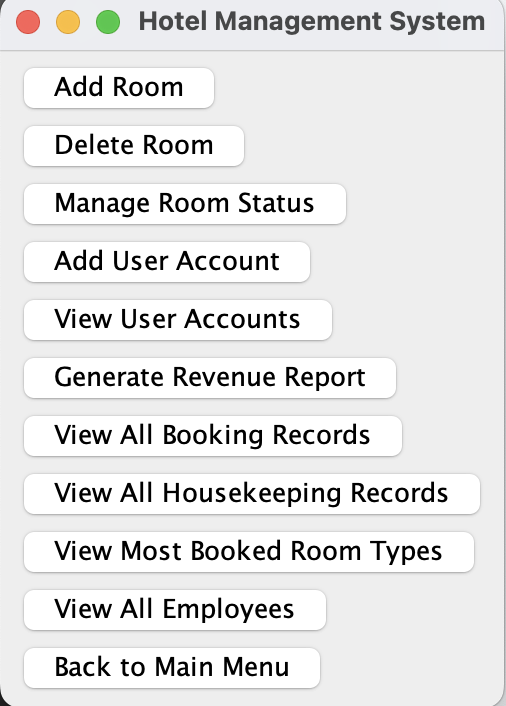 Hotel Management System
Add Room
Delete Room
Manage Room Status
Add User Account
View User Accounts
Generate Revenue Report
View All Booking Records
View All Housekeeping Records
View Most Booked Room Types
View All Employees
Back to Main Menu